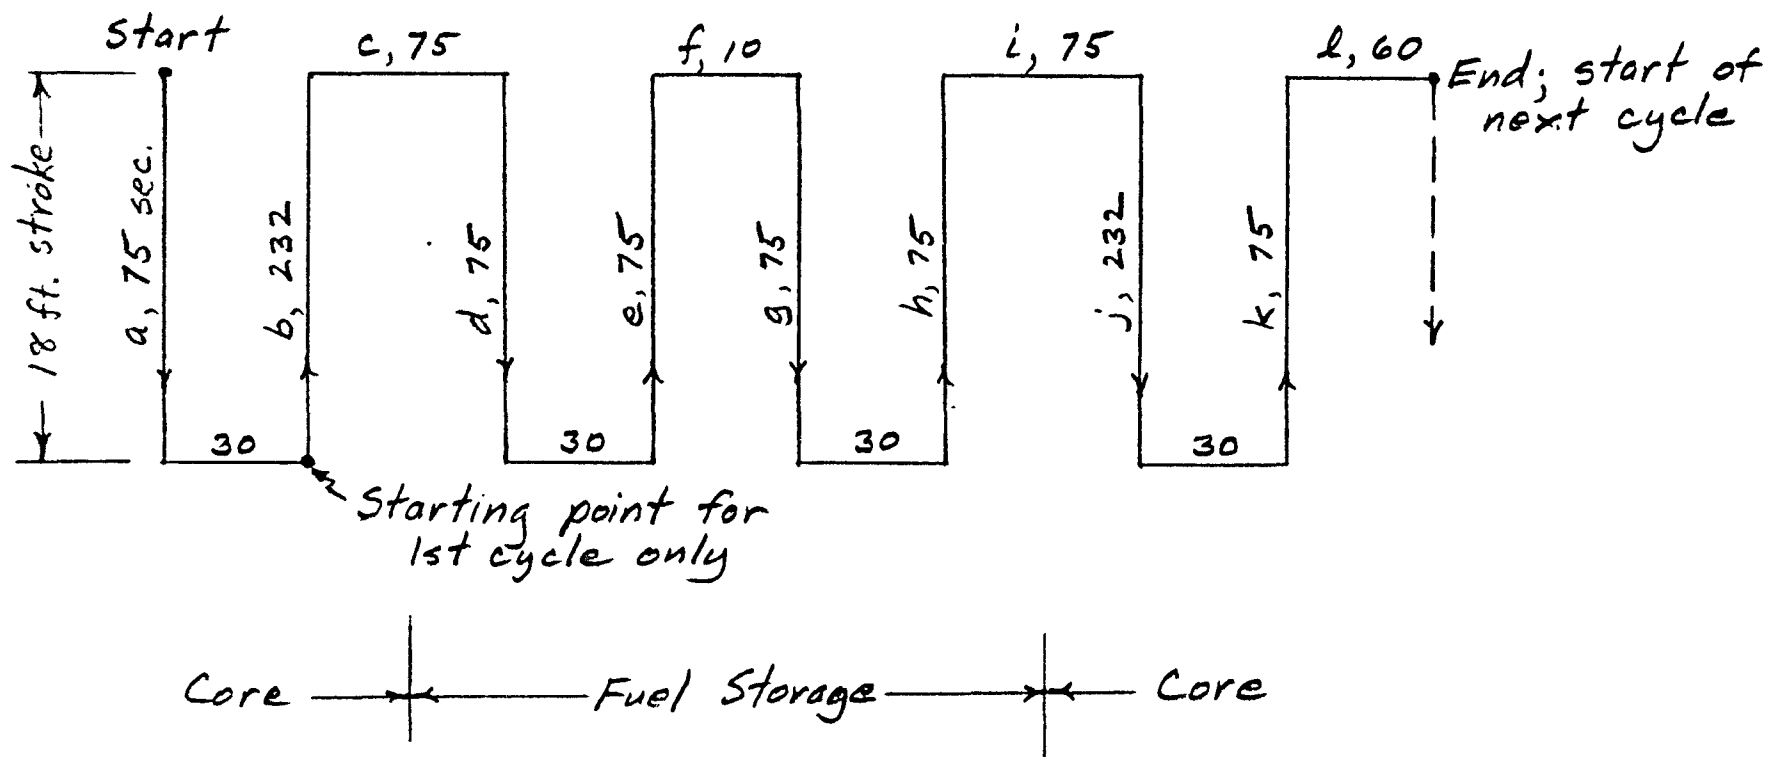 Start
c, 75
f, 10
i, 75
l, 60
End; start of
next cycle
18 ft. stroke
a, 75 sec.
b, 232
d, 75
e, 75
g, 75
h, 75
j, 232
k, 75
30
30
30
30
Starting point for
1st cycle only
Core
Fuel Storage
Core